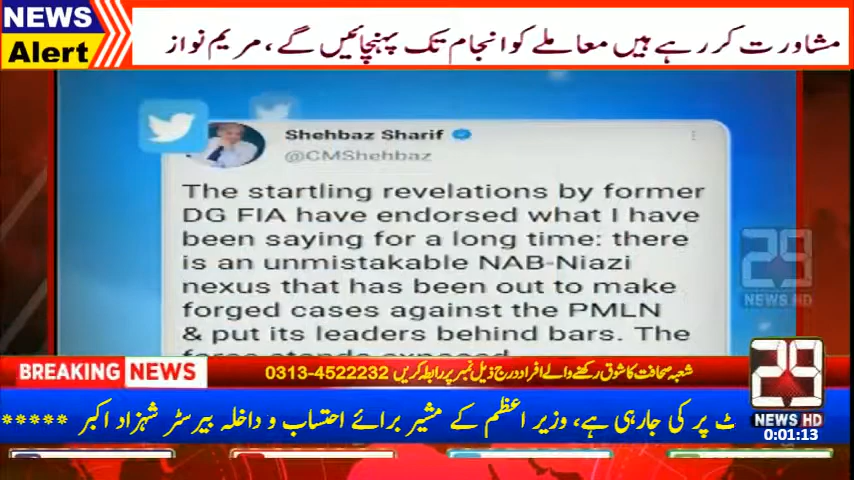 NEWS
Alert
مشاورت کر رہے ہیں معاملے کو انجام تک پہنچائیں گے، مریم نواز
Shehbaz Sharif
@CMShehbaz
The startling revelations by former
DG FIA have endorsed what I have
been saying for a long time: there
is an unmistakable NAB-Niazi
nexus that has been out to make
forged cases against the PMLN
& put its leaders behind bars. The
farce stands exposed
29
NEWS HD
BREAKING NEWS
شعبہ صحافت کا شوق رکھنے والے افراد درج ذیل نمبر پر رابطہ کریں 0313-4522232
29
NEWS HD
0:01:13
ٹ پر کی جارہی ہے، وزیر اعظم کے مشیر برائے احتساب و داخلہ بیرسٹر شہزاد اکبر *****